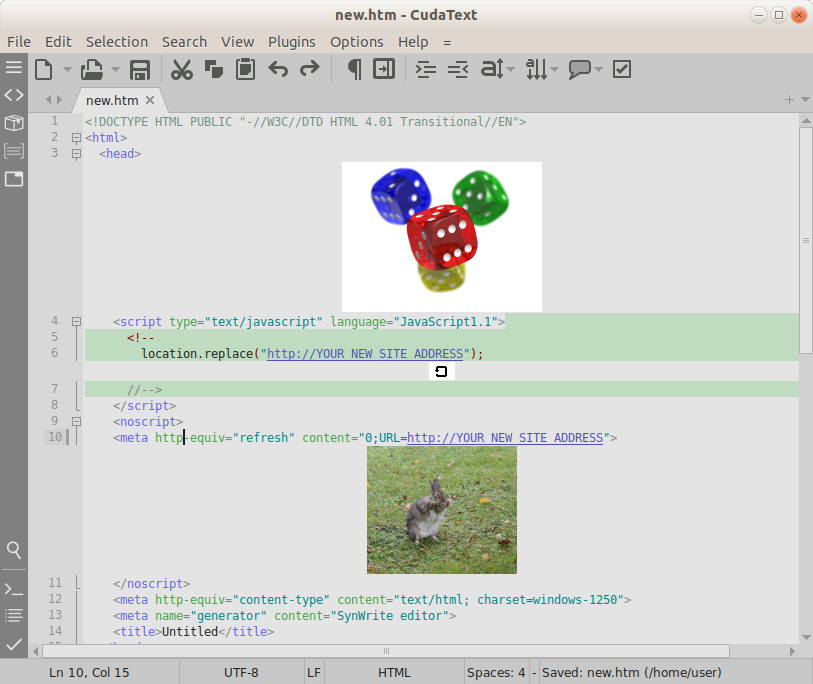 new.htm - CudaText
File Edit Selection Search View Plugins Options Help =
new.htm
1 <!DOCTYPE HTML PUBLIC "-//W3C//DTD HTML 4.01 Transitional//EN">
2 <html>
3 <head>
4 <script type="text/javascript" language="JavaScript1.1">
5 <!--
6 location.replace("http://YOUR_NEW_SITE_ADDRESS");
7 //-->
8 </script>
9 <noscript>
10 <meta http-equiv="refresh" content="0;URL=http://YOUR_NEW_SITE_ADDRESS">
11 </noscript>
12 <meta http-equiv="content-type" content="text/html; charset=windows-1250">
13 <meta name="generator" content="SynWrite editor">
14 <title>Untitled</title>
Ln 10, Col 15 UTF-8 LF HTML Spaces: 4 - Saved: new.htm (/home/user)